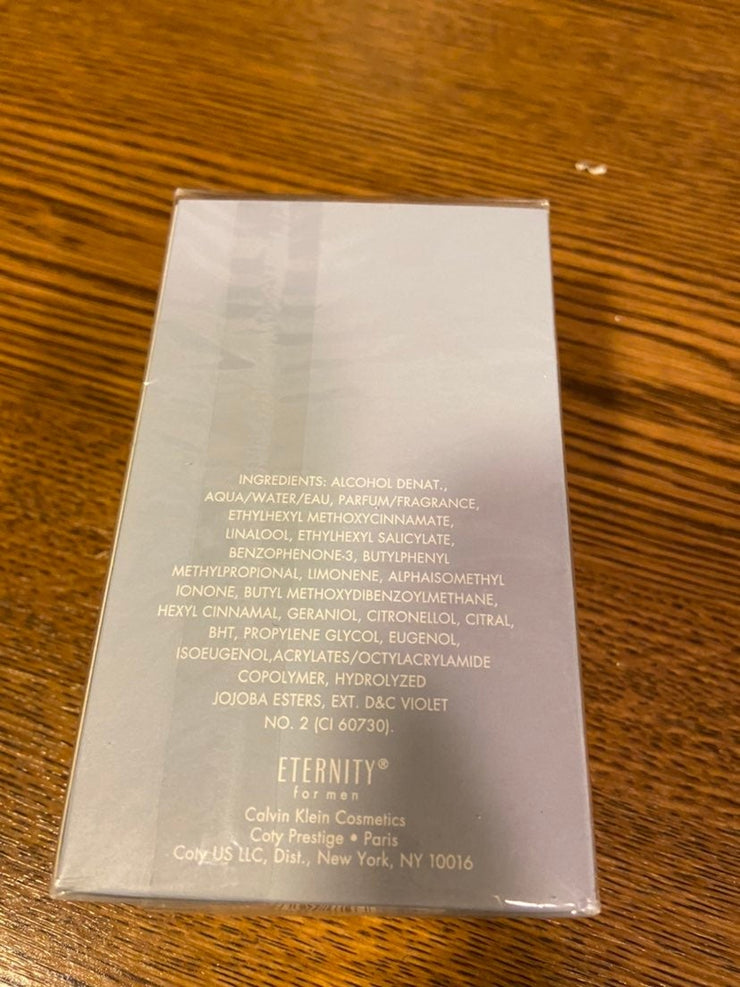 INGREDIENTS: ALCOHOL DENAT.,
AQUA/WATER/EAU, PARFUM/FRAGRANCE,
ETHYLHEXYL METHOXYCINNAMATE,
LINALOOL, ETHYLHEXYL SALICYLATE,
BENZOPHENONE-3, BUTYLPHENYL
METHYLPROPIONAL, LIMONENE, ALPHAISOMETHYL
IONONE, BUTYL METHOXYDIBENZOYLMETHANE,
HEXYL CINNAMAL, GERANIOL, CITRONELLOL, CITRAL,
BHT, PROPYLENE GLYCOL, EUGENOL,
ISOEUGENOL,ACRYLATES/OCTYLACRYLAMIDE
COPOLYMER, HYDROLYZED
JOJOBA ESTERS, EXT. D&C VIOLET
NO. 2 (CI 60730).
ETERNITY®
for men
Calvin Klein Cosmetics
Coty Prestige • Paris
Coty US LLC, Dist., New York, NY 10016